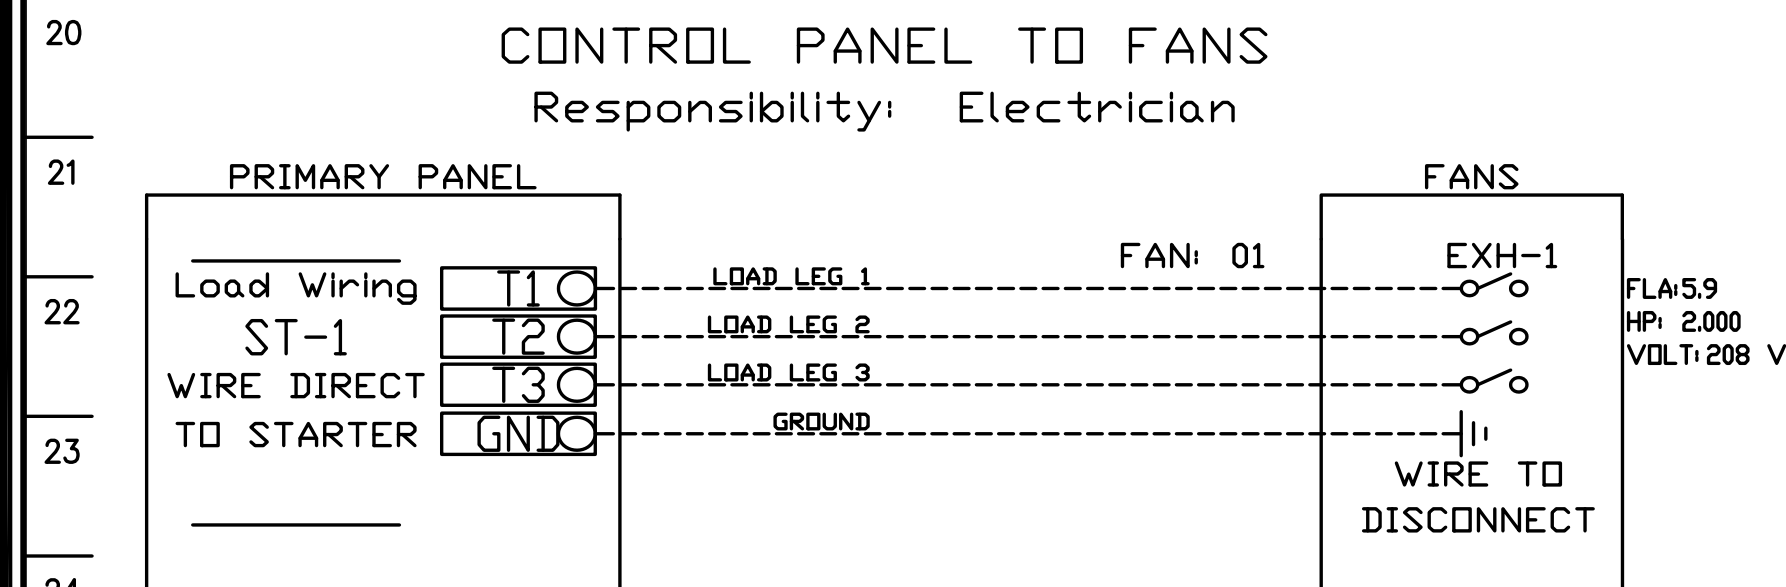 20
CONTROL PANEL TO FANS
Responsibility: Electrician
21
PRIMARY PANEL
FANS
FAN: 01
EXH-1
Load Wiring
T1
LOAD LEG 1
FLA:5.9
22
ST-1
T2
LOAD LEG 2
HP: 2.000
VOLT: 208 V
WIRE DIRECT
T3
LOAD LEG 3
TO STARTER
GND
GROUND
23
WIRE TO
DISCONNECT